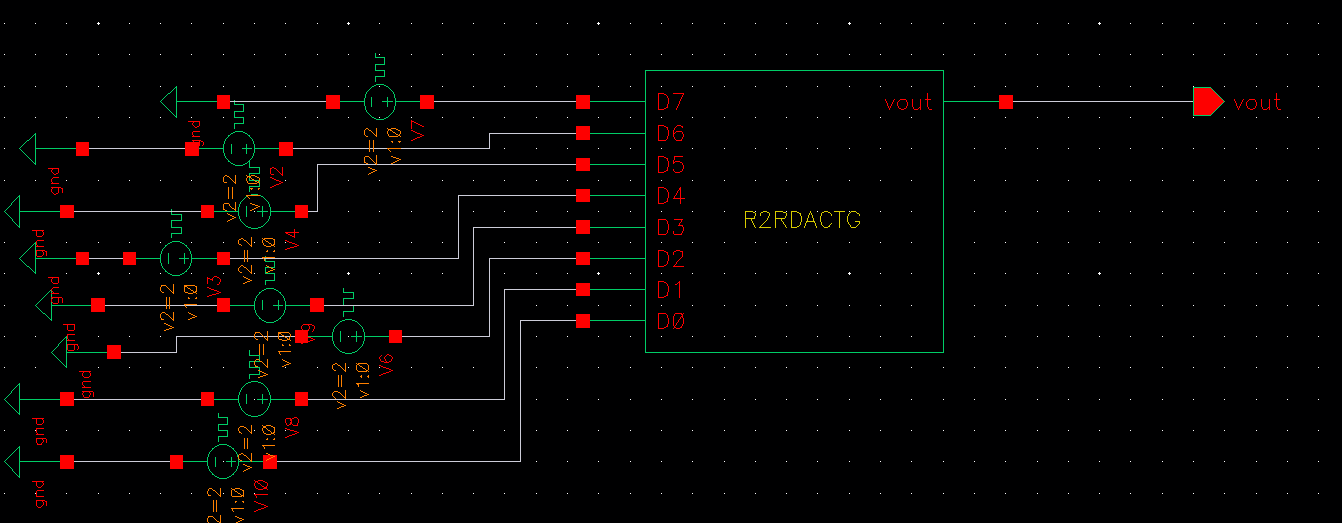 D7
vout
vout
gnd
v2=2
v1:0
V7
D6
gnd
v2=2
v1:0
V2
D5
gnd
v2=2
v1:0
V4
D4
R2RDACTG
D3
gnd
v2=2
v1:0
V3
D2
gnd
v2=2
v1:0
D1
gnd
v2=2
v1:0
V6
D0
gnd
v2=2
v1:0
V8
gnd
v2=2
v1:0
V10